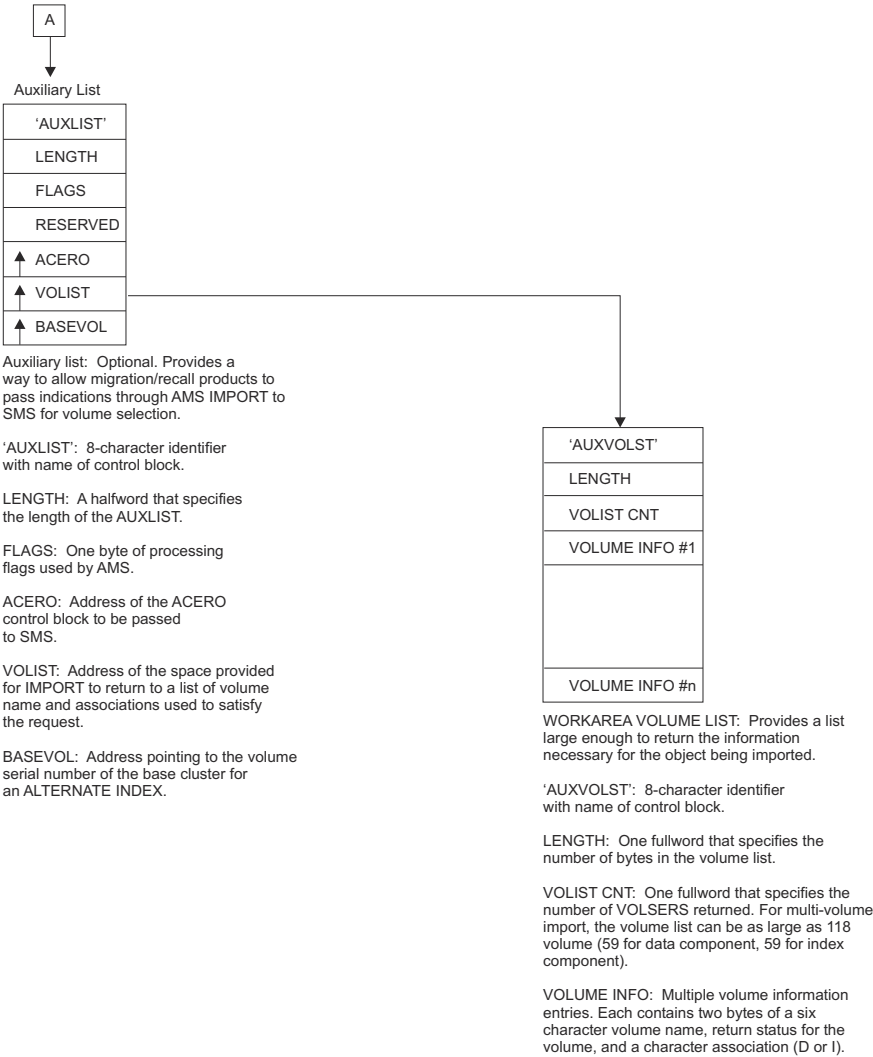 A
Auxiliary List
‘AUXLIST’
LENGTH
FLAGS
RESERVED
ACERO
VOLIST
BASEVOL
Auxiliary list: Optional. Provides a
way to allow migration/recall products to
pass indications through AMS IMPORT to
SMS for volume selection.
‘AUXLIST’: 8-character identifier
with name of control block.
LENGTH: A halfword that specifies
the length of the AUXLIST.
FLAGS: One byte of processing
flags used by AMS.
ACERO: Address of the ACERO
control block to be passed
to SMS.
VOLIST: Address of the space provided
for IMPORT to return to a list of volume
name and associations used to satisfy
the request.
BASEVOL: Address pointing to the volume
serial number of the base cluster for
an ALTERNATE INDEX.
‘AUXVOLST’
LENGTH
VOLIST CNT
VOLUME INFO #1
VOLUME INFO #n
WORKAREA VOLUME LIST: Provides a list
large enough to return the information
necessary for the object being imported.
‘AUXVOLST’: 8-character identifier
with name of control block.
LENGTH: One fullword that specifies the
number of bytes in the volume list.
VOLIST CNT: One fullword that specifies the
number of VOLSERS returned. For multi-volume
import, the volume list can be as large as 118
volume (59 for data component, 59 for index
component).
VOLUME INFO: Multiple volume information
entries. Each contains two bytes of a six
character volume name, return status for the
volume, and a character association (D or I).